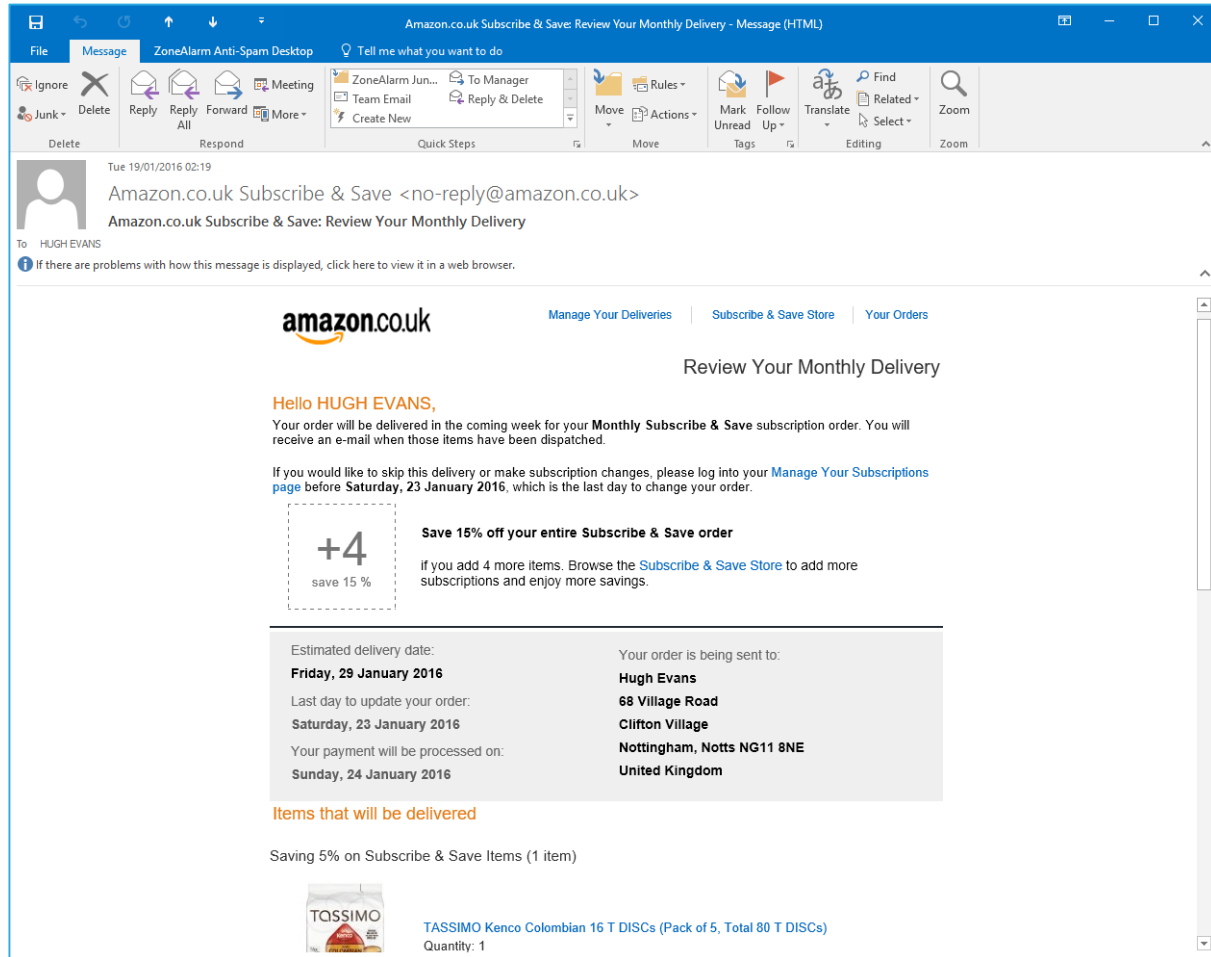 Amazon.co.uk Subscribe & Save: Review Your Monthly Delivery - Message (HTML)
File Message ZoneAlarm Anti-Spam Desktop Tell me what you want to do
Ignore
Junk
Delete
Reply
Reply All
Forward
Meeting
More
ZoneAlarm Jun... To Manager
Team Email Reply & Delete
Create New
Move
Rules
Actions
Mark Unread
Follow Up
Translate
Find
Related
Select
Zoom
Delete Respond Quick Steps Move Tags Editing Zoom
Tue 19/01/2016 02:19
Amazon.co.uk Subscribe & Save <no-reply@amazon.co.uk>
Amazon.co.uk Subscribe & Save: Review Your Monthly Delivery
To HUGH EVANS
If there are problems with how this message is displayed, click here to view it in a web browser.
amazon.co.uk
Manage Your Deliveries Subscribe & Save Store Your Orders
Review Your Monthly Delivery
Hello HUGH EVANS,
Your order will be delivered in the coming week for your Monthly Subscribe & Save subscription order. You will
receive an e-mail when those items have been dispatched.
If you would like to skip this delivery or make subscription changes, please log into your Manage Your Subscriptions
page before Saturday, 23 January 2016, which is the last day to change your order.
+4
save 15 %
Save 15% off your entire Subscribe & Save order
if you add 4 more items. Browse the Subscribe & Save Store to add more
subscriptions and enjoy more savings.
Estimated delivery date:
Friday, 29 January 2016
Last day to update your order:
Saturday, 23 January 2016
Your payment will be processed on:
Sunday, 24 January 2016
Your order is being sent to:
Hugh Evans
68 Village Road
Clifton Village
Nottingham, Notts NG11 8NE
United Kingdom
Items that will be delivered
Saving 5% on Subscribe & Save Items (1 item)
TASSIMO
Kenco
COLOMBIAN
TASSIMO Kenco Colombian 16 T DISCs (Pack of 5, Total 80 T DISCs)
Quantity: 1